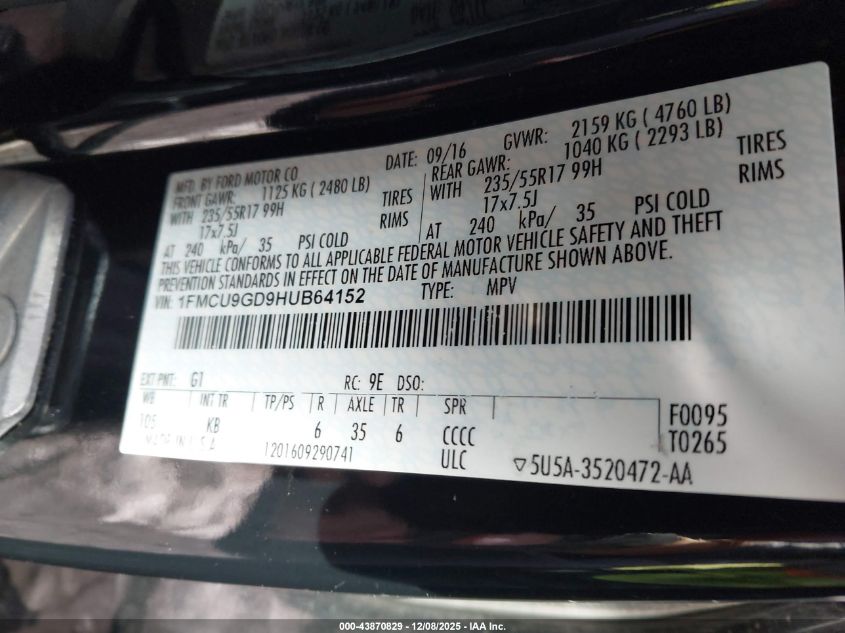 MFD. BY FORD MOTOR CO
DATE: 09/16 GVWR: 2159 KG ( 4760 LB)
FRONT GAWR: 1125 KG ( 2480 LB) REAR GAWR: 1040 KG ( 2293 LB)
WITH 235/55R17 99H TIRES WITH 235/55R17 99H TIRES
17x7.5J RIMS 17x7.5J RIMS
AT 240 kPa/ 35 PSI COLD AT 240 kPa/ 35 PSI COLD
THIS VEHICLE CONFORMS TO ALL APPLICABLE FEDERAL MOTOR VEHICLE SAFETY AND THEFT
PREVENTION STANDARDS IN EFFECT ON THE DATE OF MANUFACTURE SHOWN ABOVE.
VIN: 1FMCU9GD9HUB64152 TYPE: MPV
EXT PNT: G1 RC: 9E DSO:
WB INT TR TP/PS R AXLE TR SPR
105 KB 6 35 6 CCCC F0095
MADE IN U.S.A 1201609290741 ULC T0265
5U5A-3520472-AA
000-43870829 - 12/08/2025 - IAA Inc.